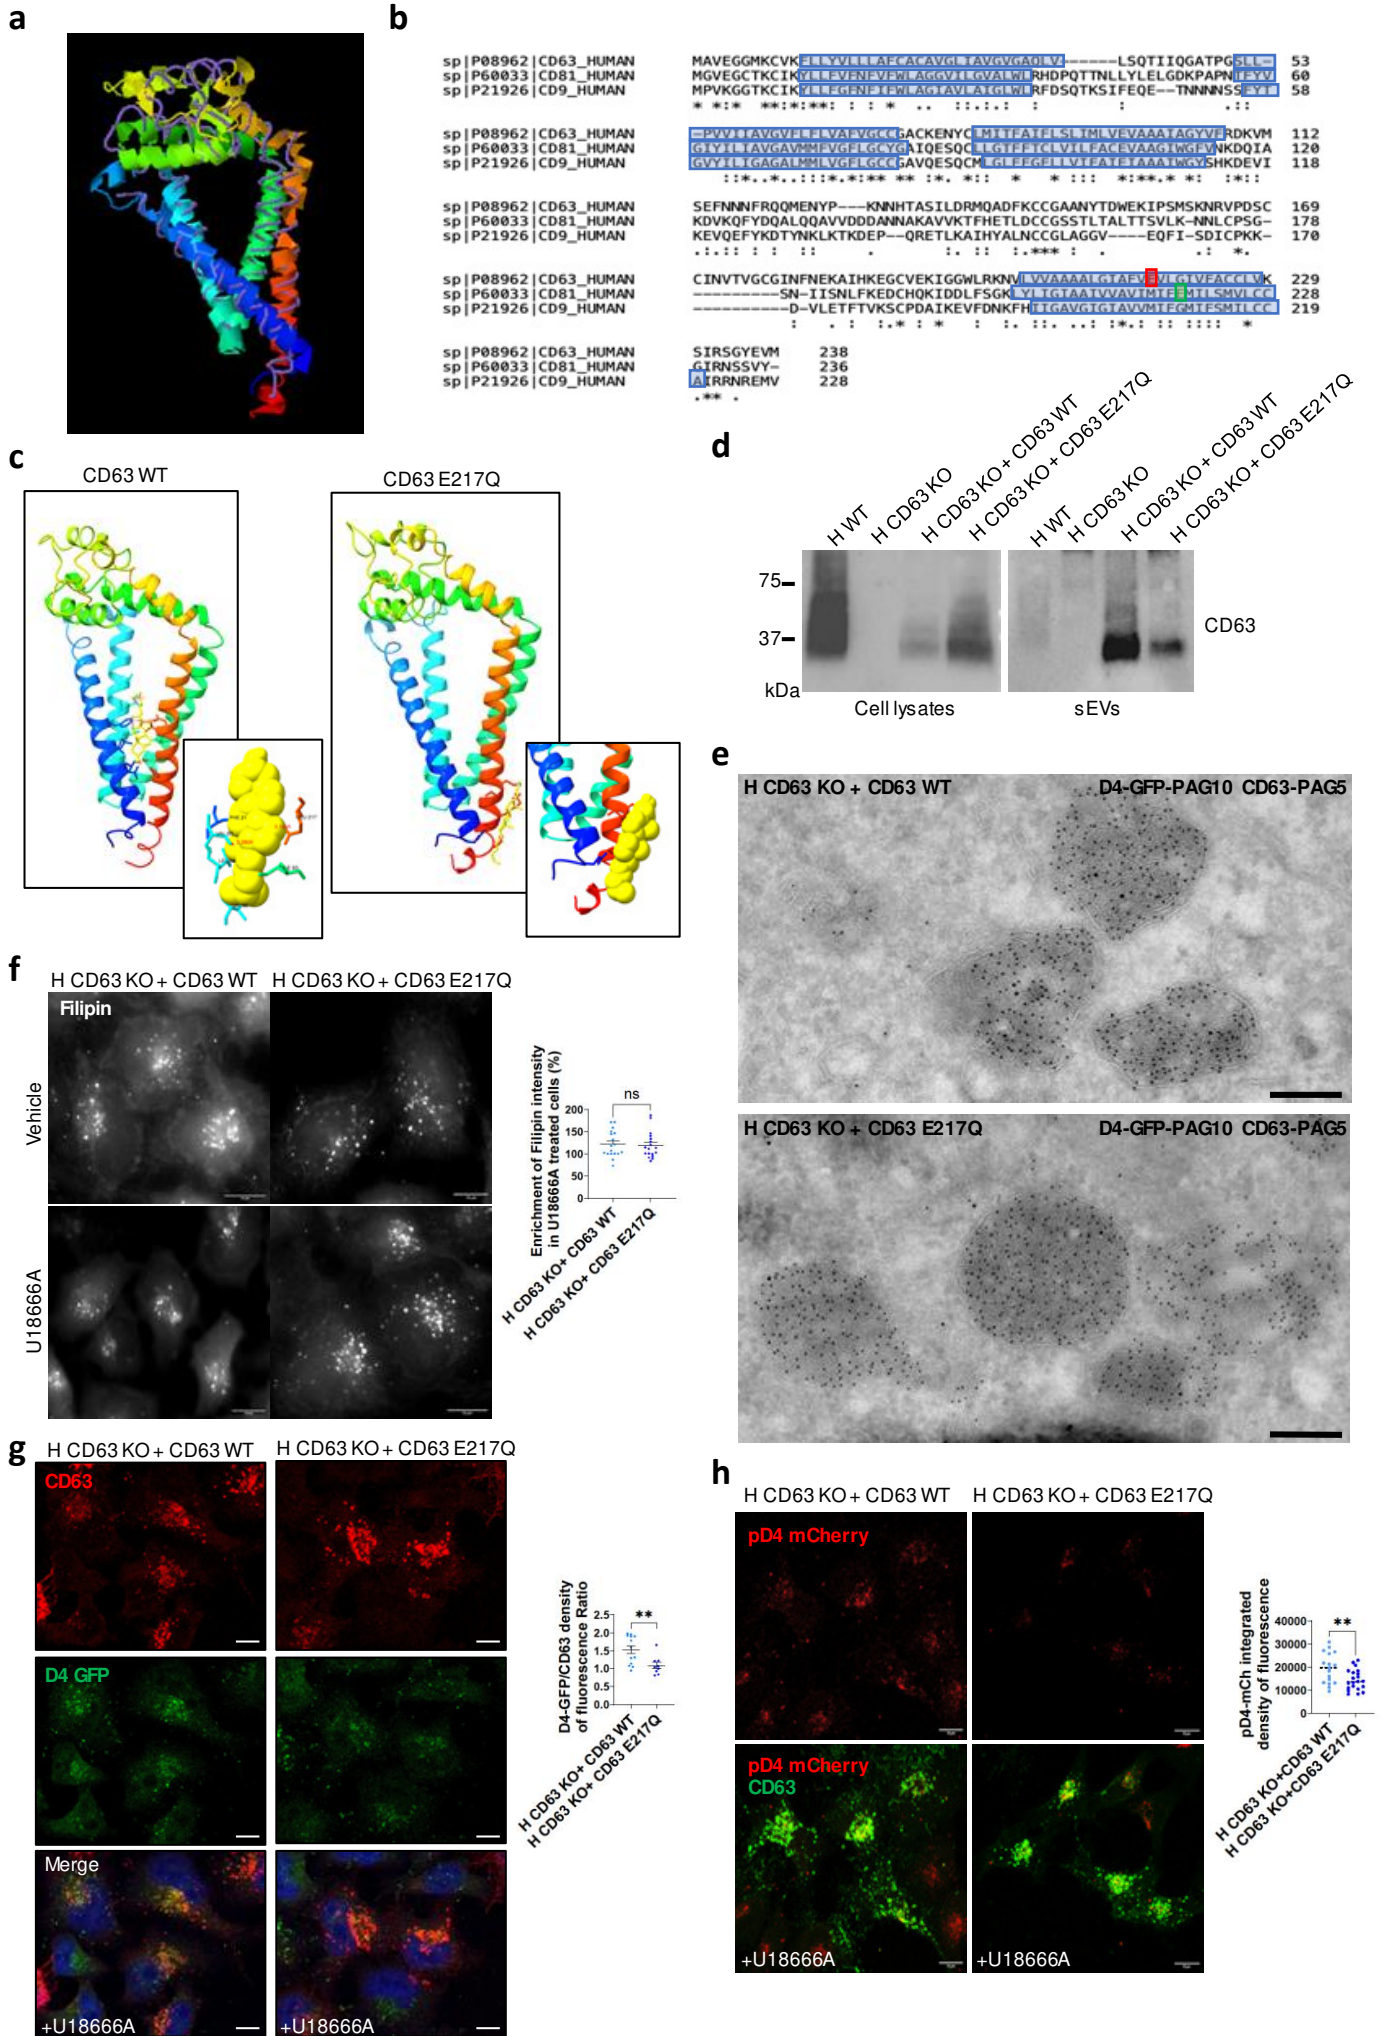 a
b
sp|P08962|CD63_HUMAN MAVEGGMKCVKFLLYVLLLAFCACAVGLIAVGVGAQLV------LSQTIIQGATPGSLL- 53
sp|P60033|CD81_HUMAN MGVEGCTKCIKYLLFVFNFVFWLAGGVILGVALWLRHDPQTTNLLYLELGDKPAPNTFYV 60
sp|P21926|CD9_HUMAN MPVKGGTKCIKYLLFGFNFIFWLAGIAVLAIGLWLRFDSQTKSIFEQE--TNNNNSSFYT 58
sp|P08962|CD63_HUMAN -PVVIIAVGVFLFLVAFVGCCGACKENYCLMITFAIFLSLIMLVEVAAAIAGYVFRDKVM 112
sp|P60033|CD81_HUMAN GIYILIAVGAVMMFVGFLGCYGAIQESQCLLGTFFTCLVILFACEVAAGIWGFVNKDQIA 120
sp|P21926|CD9_HUMAN GVYILIGAGALMMLVGFLGCCGAVQESQCMLGLFFGFLLVIFAIEIAAAIWGYSHKDEVI 118
sp|P08962|CD63_HUMAN SEFNNNFRQQMENYP---KNNHTASILDRMQADFKCCGAANYTDWEKIPSMSKNRVPDSC 169
sp|P60033|CD81_HUMAN KDVKQFYDQALQQAVVDDDANNAKAVVKTFHETLDCCGSSTLTALTTSVLK-NNLCPSG- 178
sp|P21926|CD9_HUMAN KEVQEFYKDTYNKLKTKDEP--QRETLKAIHYALNCCGLAGGV----EQFI-SDICPKK- 170
sp|P08962|CD63_HUMAN CINVTVGCGINFNEKAIHKEGCVEKIGGWLRKNVLVVAAAALGIAFVEVLGIVFACCLVK 229
sp|P60033|CD81_HUMAN ---------SN-IISNLFKEDCHQKIDDLFSGKLYLIGIAAIVVAVIMIFEMILSMVLCC 228
sp|P21926|CD9_HUMAN ---------D-VLETFTVKSCPDAIKEVFDNKFHIIGAVGIGIAVVMIFGMIFSMILCC 219
sp|P08962|CD63_HUMAN SIRSGYEVM 238
sp|P60033|CD81_HUMAN GIRNSSVY- 236
sp|P21926|CD9_HUMAN AIRRNREMV 228
c
CD63 WT
CD63 E217Q
d
H WT
H CD63 KO
H CD63 KO + CD63 WT
H CD63 KO + CD63 E217Q
H WT
H CD63 KO
H CD63 KO + CD63 WT
H CD63 KO + CD63 E217Q
75
37
kDa
CD63
Cell lysates
sEVs
e
H CD63 KO + CD63 WT
D4-GFP-PAG10 CD63-PAG5
H CD63 KO + CD63 E217Q
D4-GFP-PAG10 CD63-PAG5
f
H CD63 KO + CD63 WT
H CD63 KO + CD63 E217Q
Filipin
Vehicle
U18666A
Enrichment of Filipin intensity
in U18666A treated cells (%)
ns
200
150
100
50
0
H CD63 KO+ CD63 WT
H CD63 KO+ CD63 E217Q
g
H CD63 KO + CD63 WT
H CD63 KO + CD63 E217Q
CD63
D4 GFP
Merge
+U18666A
+U18666A
D4-GFP/CD63 density
of fluorescence Ratio
**
2.5
2.0
1.5
1.0
0.5
0.0
H CD63 KO+ CD63 WT
H CD63 KO+ CD63 E217Q
h
H CD63 KO + CD63 WT
H CD63 KO + CD63 E217Q
pD4 mCherry
pD4 mCherry
CD63
+U18666A
+U18666A
pD4-mCh integrated
density of fluorescence
**
40000
30000
20000
10000
0
H CD63 KO+CD63 WT
H CD63 KO+CD63 E217Q